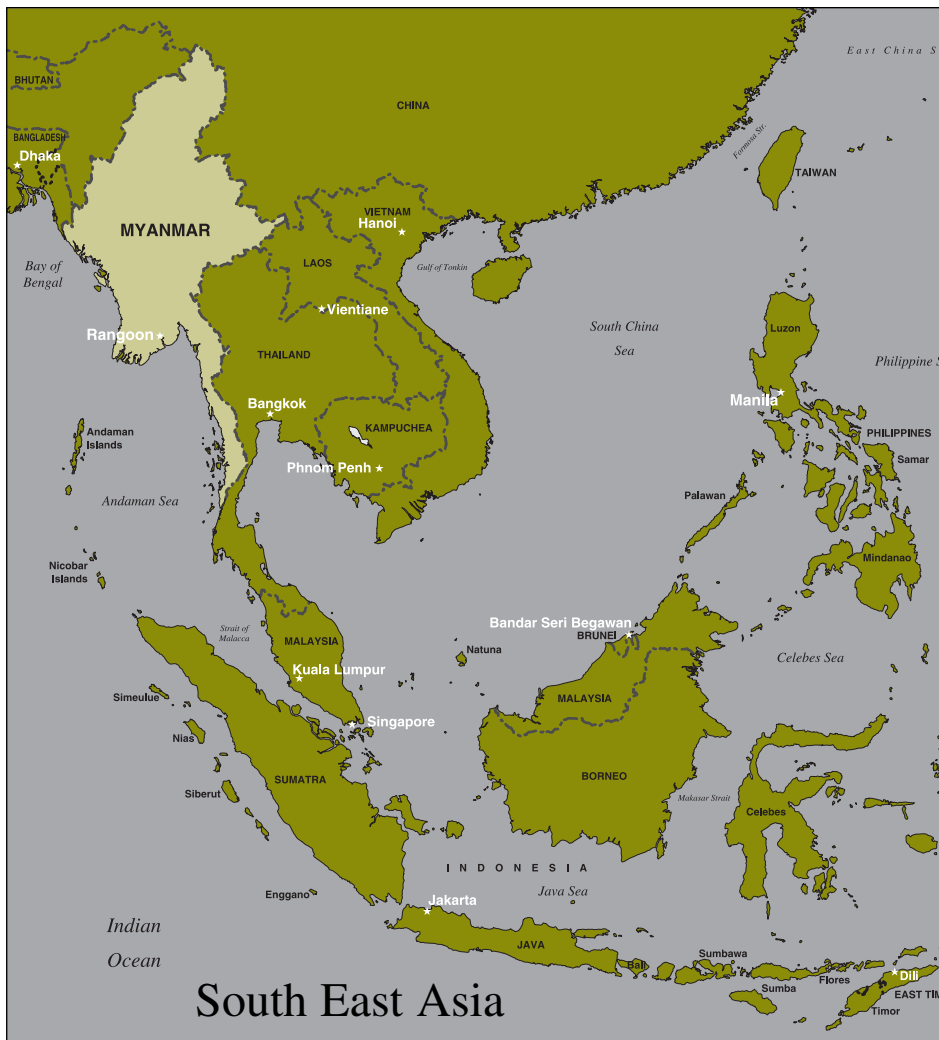 East China S
BHUTAN
CHINA
BANGLADESH
Dhaka
Formosa Str.
TAIWAN
VIETNAM
Hanoi
MYANMAR
LAOS
Bay of
Bengal
Gulf of Tonkin
Vientiane
Rangoon
South China
Sea
Luzon
THAILAND
Philippine S
Bangkok
Manila
KAMPUCHEA
Andaman
Islands
PHILIPPINES
Samar
Phnom Penh
Andaman Sea
Palawan
Nicobar
Islands
Mindanao
Strait of
Malacca
MALAYSIA
Bandar Seri Begawan
BRUNEI
Natuna
Celebes Sea
Kuala Lumpur
Simeulue
MALAYSIA
Singapore
Nias
SUMATRA
BORNEO
Siberut
Makasar Strait
Celebes
INDONESIA
Java Sea
Enggano
Jakarta
Indian
Ocean
JAVA
Bali
Sumbawa
Sumba
Flores
Dili
EAST TIM
Timor
South East Asia